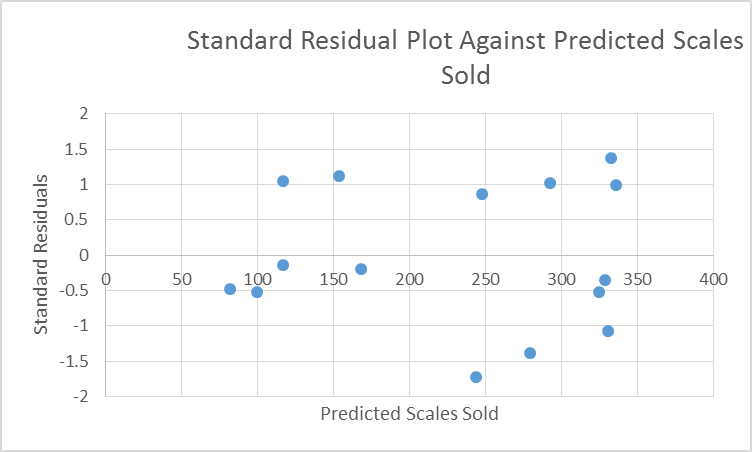 Standard Residual Plot Against Predicted Scales
Sold
2
1.5
1
0.5
0
-0.5
-1
-1.5
-2
0 50 100 150 200 250 300 350 400
Standard Residuals
Predicted Scales Sold